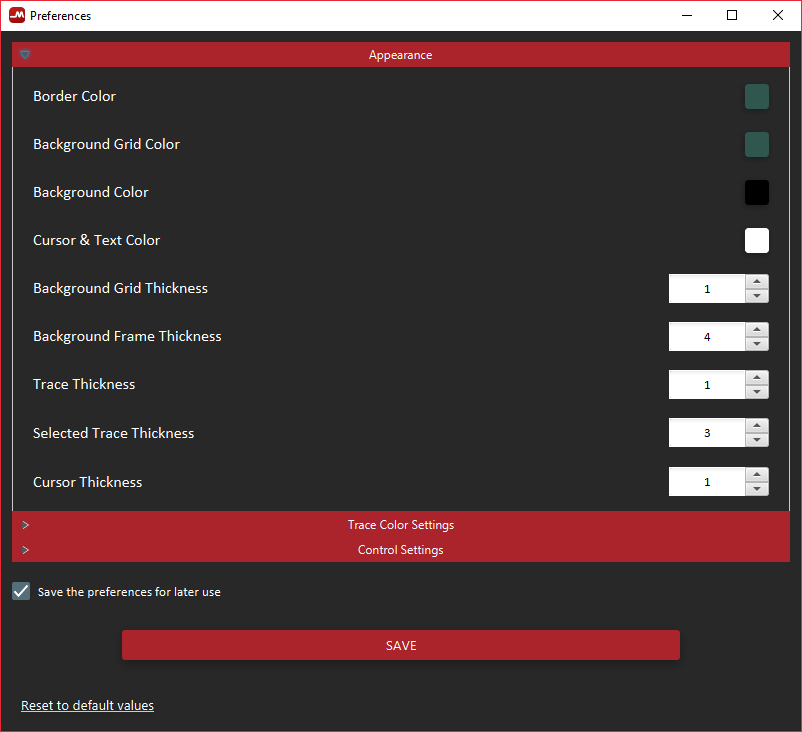 Preferences
Appearance
Border Color
Background Grid Color
Background Color
Cursor & Text Color
Background Grid Thickness 1
Background Frame Thickness 4
Trace Thickness 1
Selected Trace Thickness 3
Cursor Thickness 1
> Trace Color Settings
> Control Settings
Save the preferences for later use
SAVE
Reset to default values